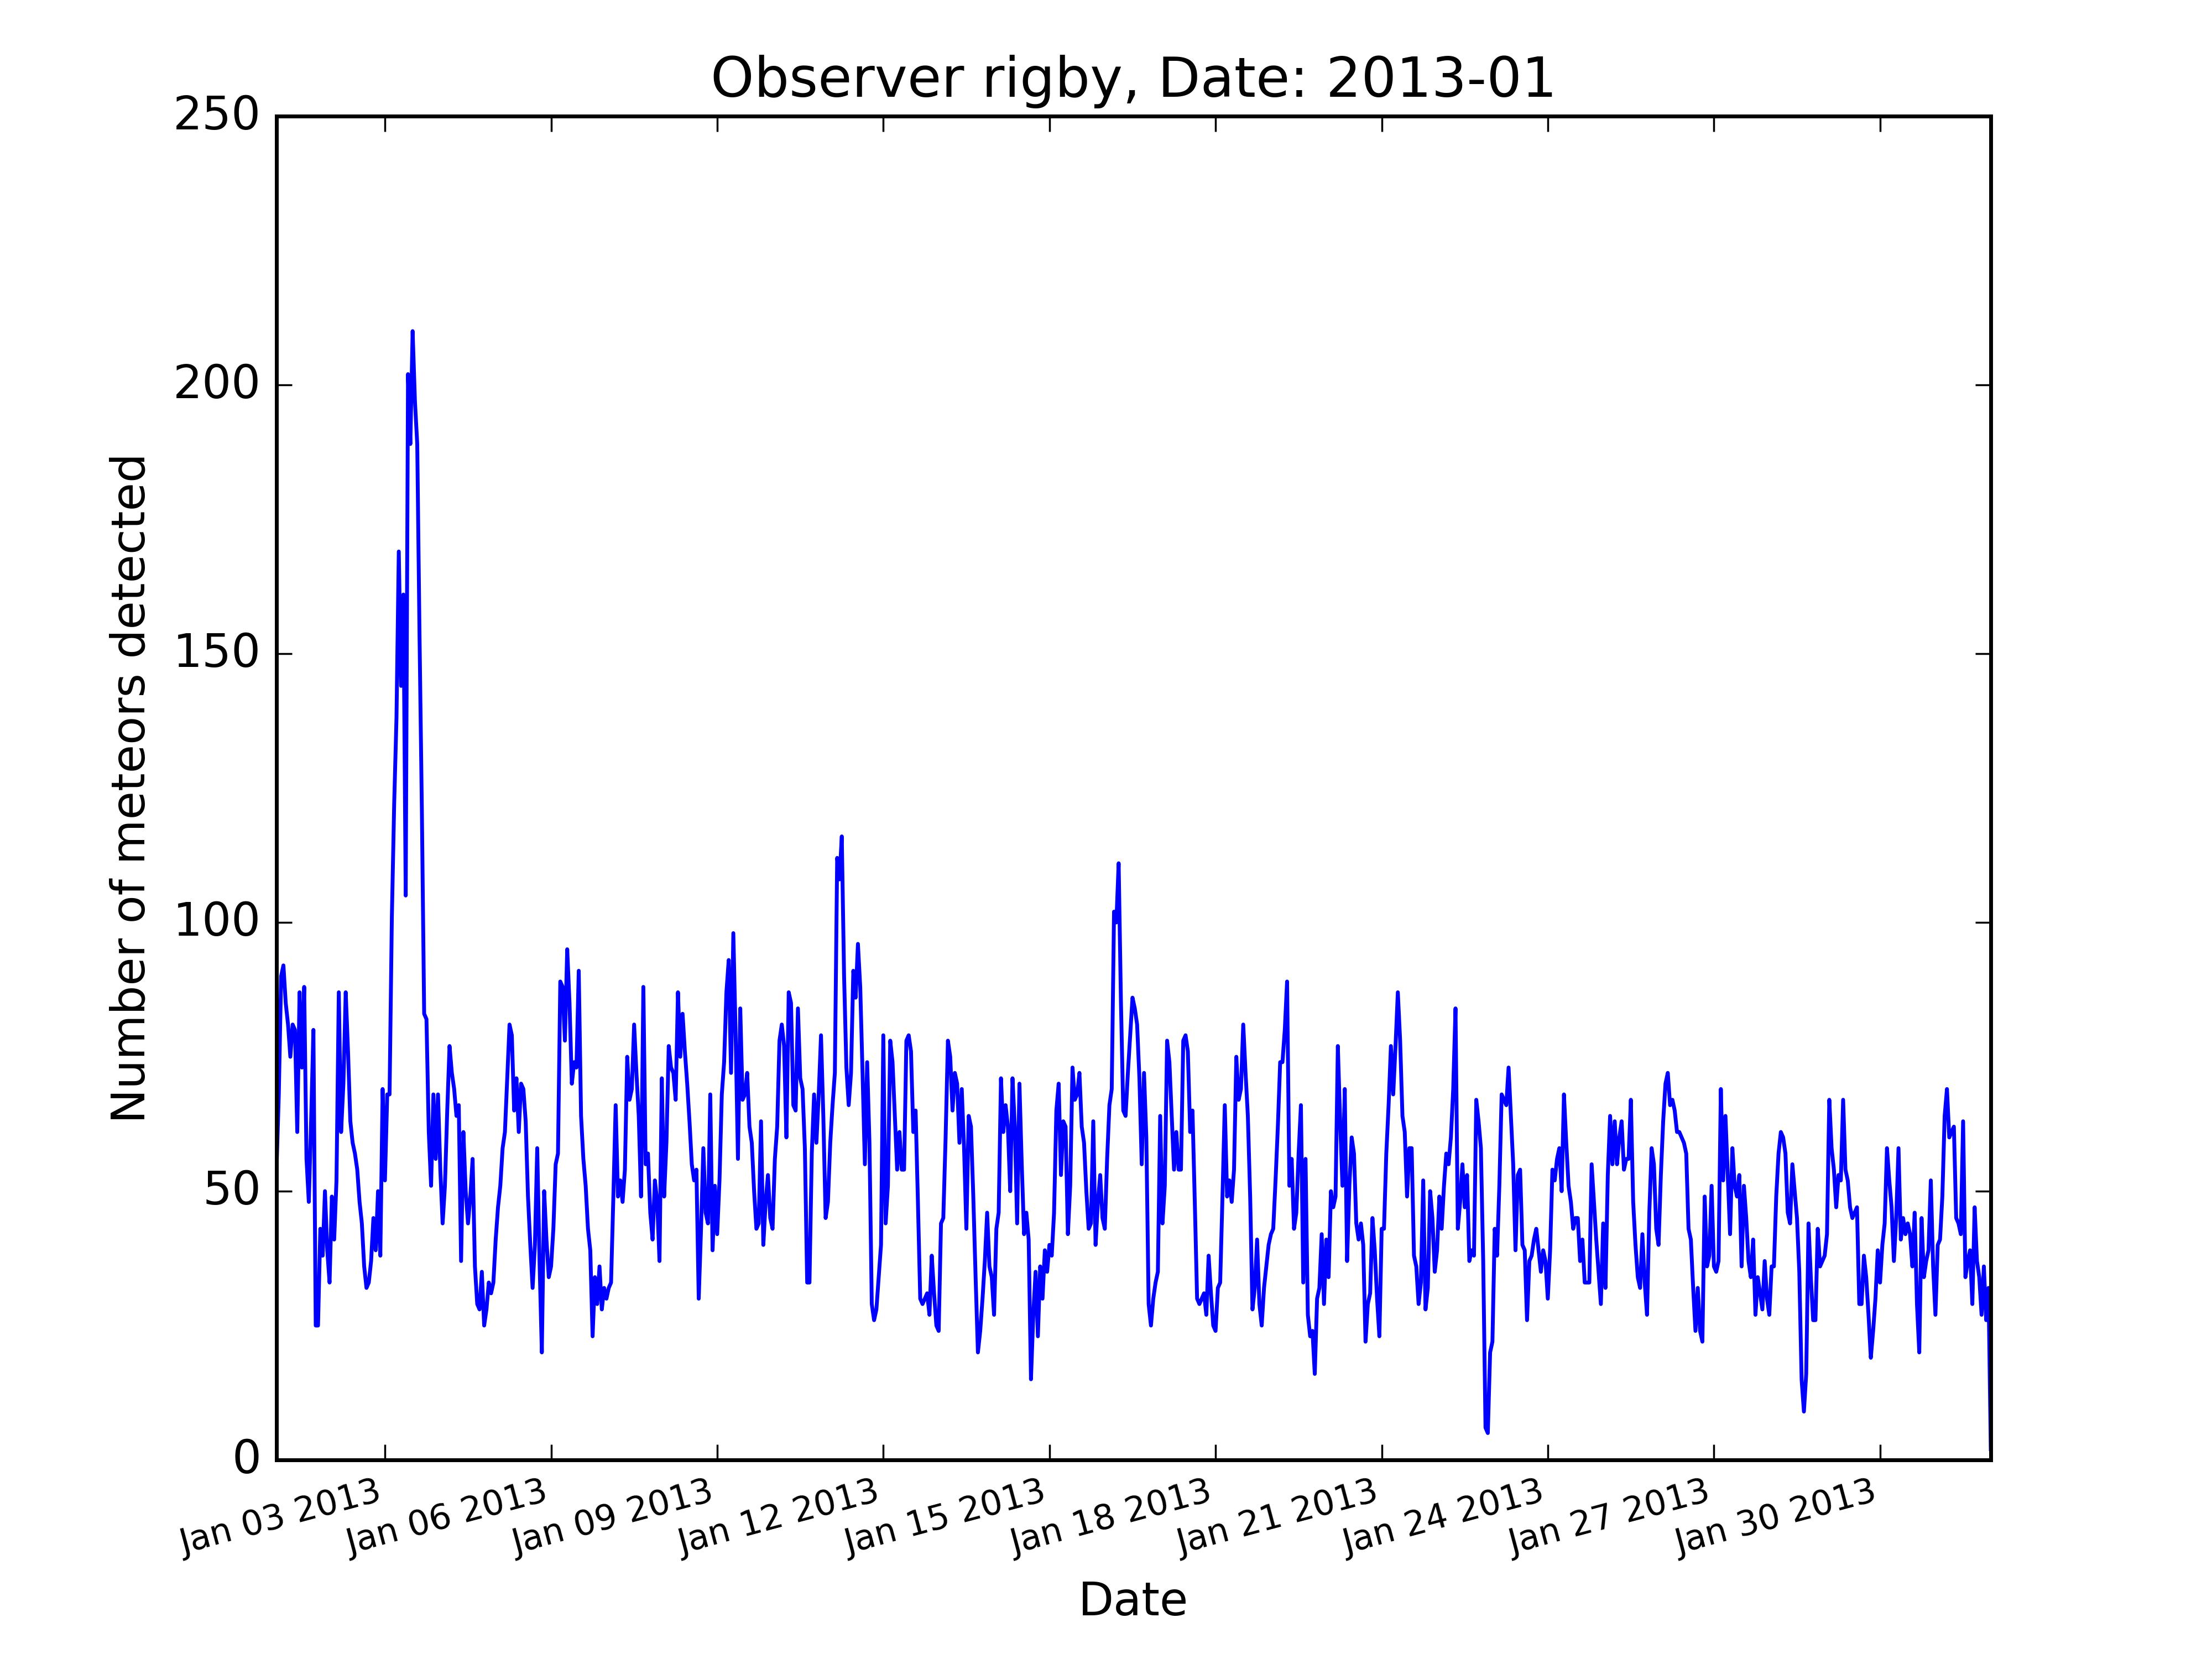 Observer rigby, Date: 2013-01
250
200
150
100
50
0
Number of meteors detected
Jan 03 2013
Jan 06 2013
Jan 09 2013
Jan 12 2013
Jan 15 2013
Jan 18 2013
Jan 21 2013
Jan 24 2013
Jan 27 2013
Jan 30 2013
Date